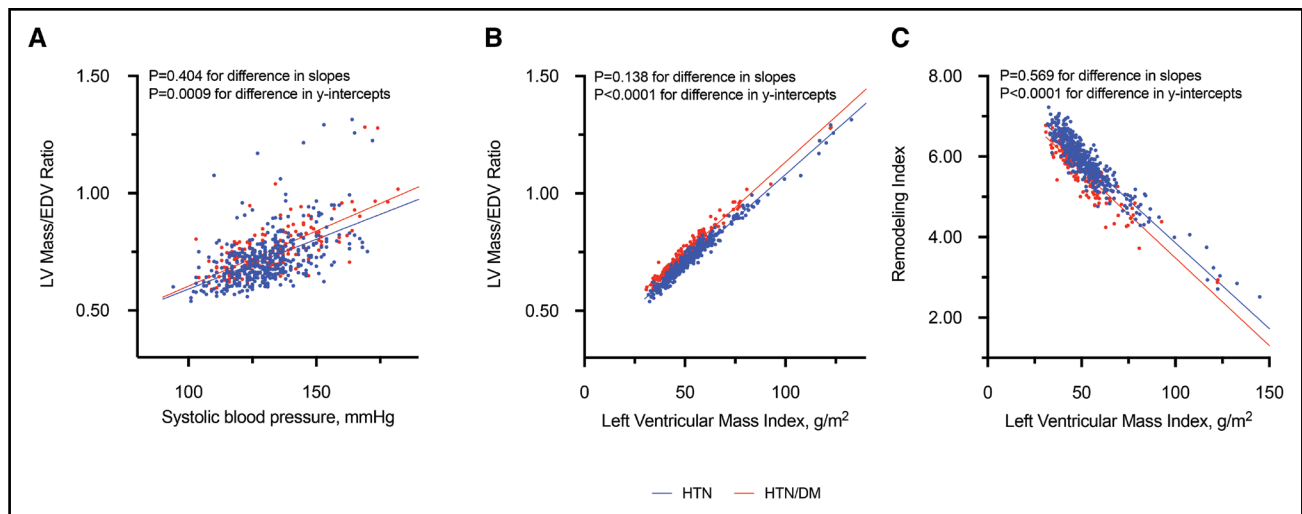 A
P=0.404 for difference in slopes
P=0.0009 for difference in y-intercepts
LV Mass/EDV Ratio
1.50
1.00
0.50
100
150
Systolic blood pressure, mmHg
B
P=0.138 for difference in slopes
P<0.0001 for difference in y-intercepts
LV Mass/EDV Ratio
1.50
1.00
0.50
0
50
100
Left Ventricular Mass Index, g/m²
C
P=0.569 for difference in slopes
P<0.0001 for difference in y-intercepts
Remodeling Index
8.00
6.00
4.00
2.00
0
50
100
150
Left Ventricular Mass Index, g/m²
HTN
HTN/DM